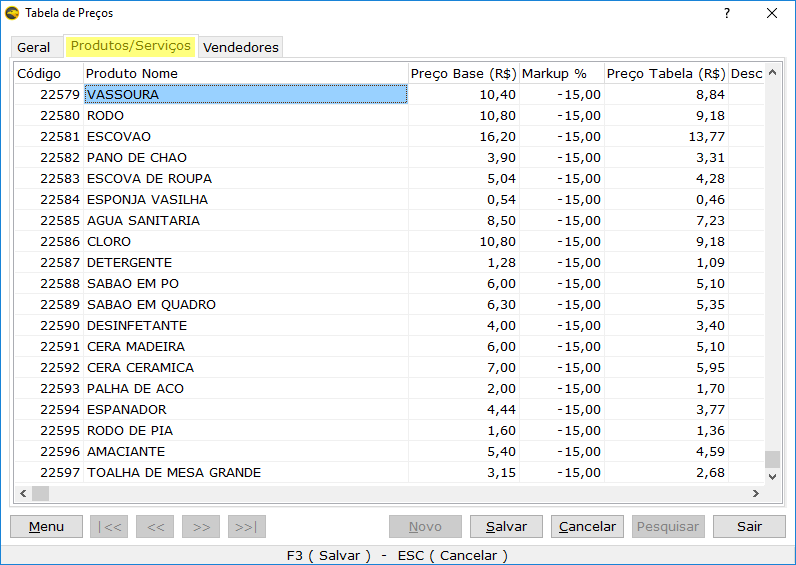 Tabela de Preços ?
Geral Produtos/Serviços Vendedores
Código Produto Nome Preço Base (R$) Markup % Preço Tabela (R$) Desc
22579 VASSOURA 10,40 -15,00 8,84
22580 RODO 10,80 -15,00 9,18
22581 ESCOVAO 16,20 -15,00 13,77
22582 PANO DE CHAO 3,90 -15,00 3,31
22583 ESCOVA DE ROUPA 5,04 -15,00 4,28
22584 ESPONJA VASILHA 0,54 -15,00 0,46
22585 AGUA SANITARIA 8,50 -15,00 7,23
22586 CLORO 10,80 -15,00 9,18
22587 DETERGENTE 1,28 -15,00 1,09
22588 SABAO EM PO 6,00 -15,00 5,10
22589 SABAO EM QUADRO 6,30 -15,00 5,35
22590 DESINFETANTE 4,00 -15,00 3,40
22591 CERA MADEIRA 6,00 -15,00 5,10
22592 CERA CERAMICA 7,00 -15,00 5,95
22593 PALHA DE ACO 2,00 -15,00 1,70
22594 ESPANADOR 4,44 -15,00 3,77
22595 RODO DE PIA 1,60 -15,00 1,36
22596 AMACIANTE 5,40 -15,00 4,59
22597 TOALHA DE MESA GRANDE 3,15 -15,00 2,68
Menu |<< << >> >>| Novo Salvar Cancelar Pesquisar Sair
F3 ( Salvar ) - ESC ( Cancelar )